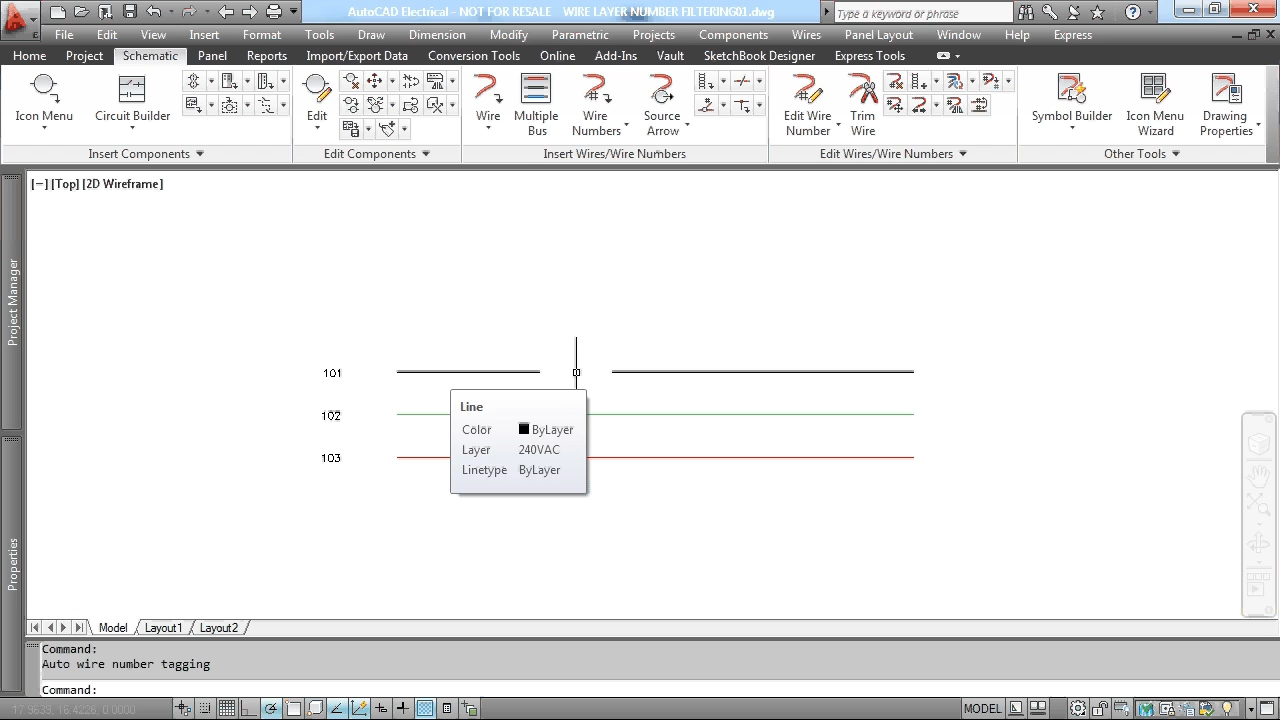 AutoCAD Electrical - NOT FOR RESALE WIRE LAYER NUMBER FILTERING01.dwg
Type a keyword or phrase
File Edit View Insert Format Tools Draw Dimension Modify Parametric Projects Components Wires Panel Layout Window Help Express
Home Project Schematic Panel Reports Import/Export Data Conversion Tools Online Add-Ins Vault SketchBook Designer Express Tools
Icon Menu
Circuit Builder
Edit
Wire
Multiple
Bus
Wire
Numbers
Source
Arrow
Edit Wire
Number
Trim
Wire
Symbol Builder
Icon Menu
Wizard
Drawing
Properties
Insert Components
Edit Components
Insert Wires/Wire Numbers
Edit Wires/Wire Numbers
Other Tools
[−] [Top] [2D Wireframe]
Project Manager
Properties
101
102
103
Line
Color ByLayer
Layer 240VAC
Linetype ByLayer
Model Layout1 Layout2
Command:
Auto wire number tagging
Command:
MODEL